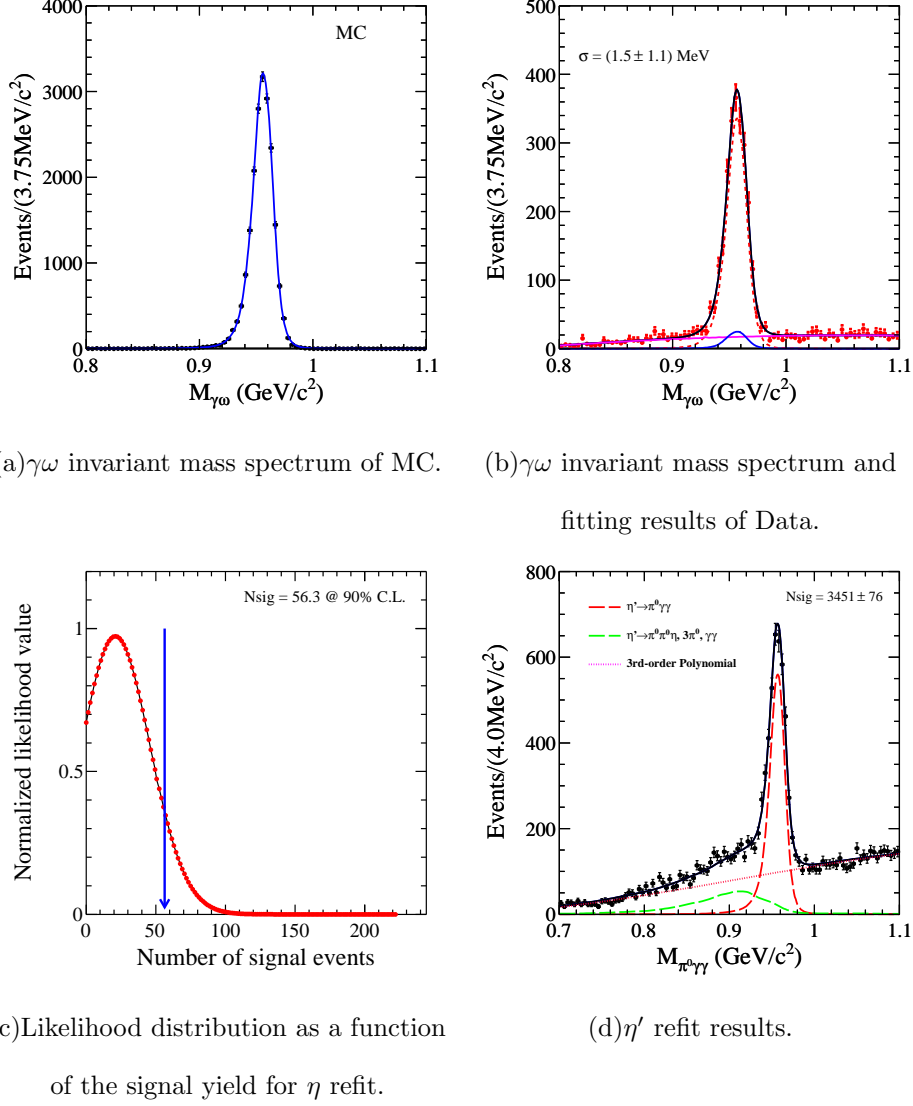 4000
3000
2000
1000
0
Events/(3.75MeV/c²)
MC
0.8 0.9 1 1.1
M_γω (GeV/c²)
500
400
300
200
100
0
Events/(3.75MeV/c²)
σ = (1.5 ± 1.1) MeV
0.8 0.9 1 1.1
M_γω (GeV/c²)
a)γω invariant mass spectrum of MC.
(b)γω invariant mass spectrum and
fitting results of Data.
1
0.5
0
Normalized likelihood value
Nsig = 56.3 @ 90% C.L.
0 50 100 150 200
Number of signal events
800
600
400
200
0
Events/(4.0MeV/c²)
η'→π⁰γγ
η'→π⁰π⁰η, 3π⁰, γγ
3rd-order Polynomial
Nsig = 3451 ± 76
0.7 0.8 0.9 1 1.1
M_π⁰γγ (GeV/c²)
c)Likelihood distribution as a function
of the signal yield for η refit.
(d)η′ refit results.